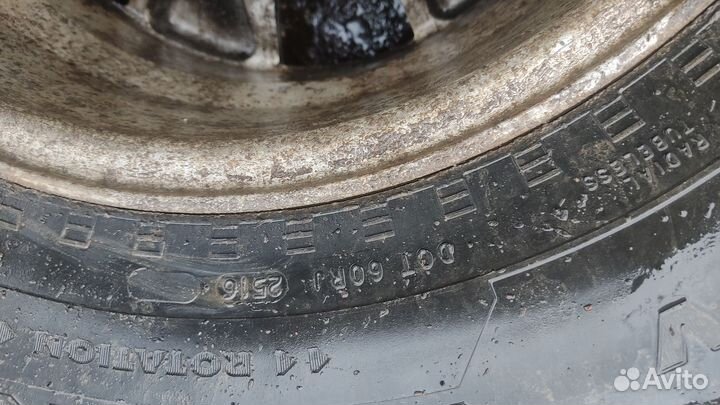 RADIAL
TUBELESS
DOT 60RJ 2516
ROTATION
Avito